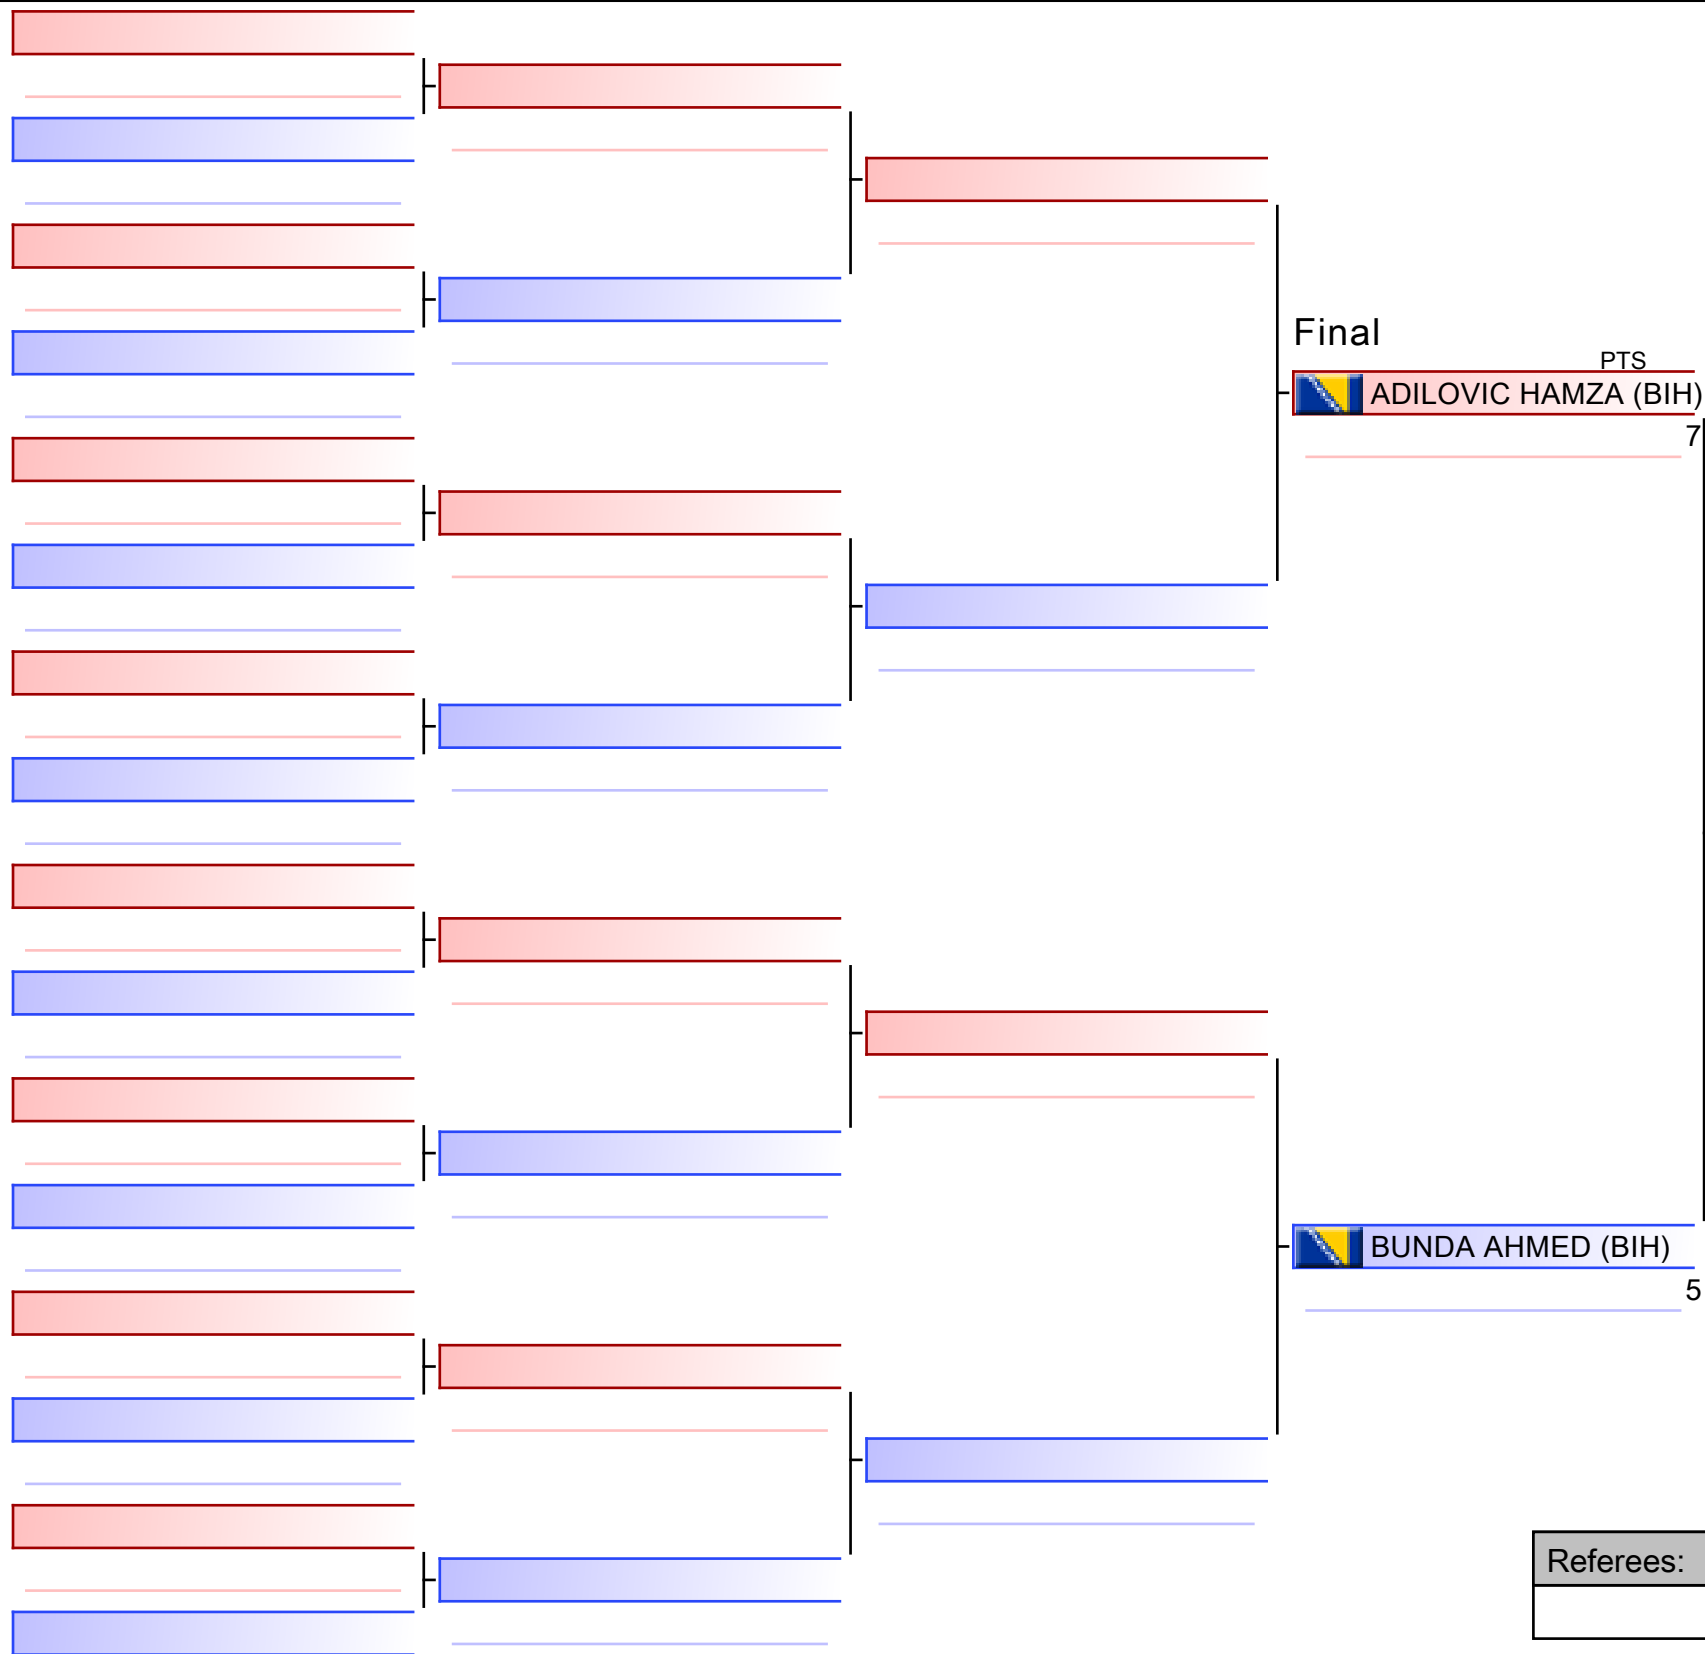 Final
PTS
ADILOVIC HAMZA (BIH)
7
BUNDA AHMED (BIH)
5
Referees: